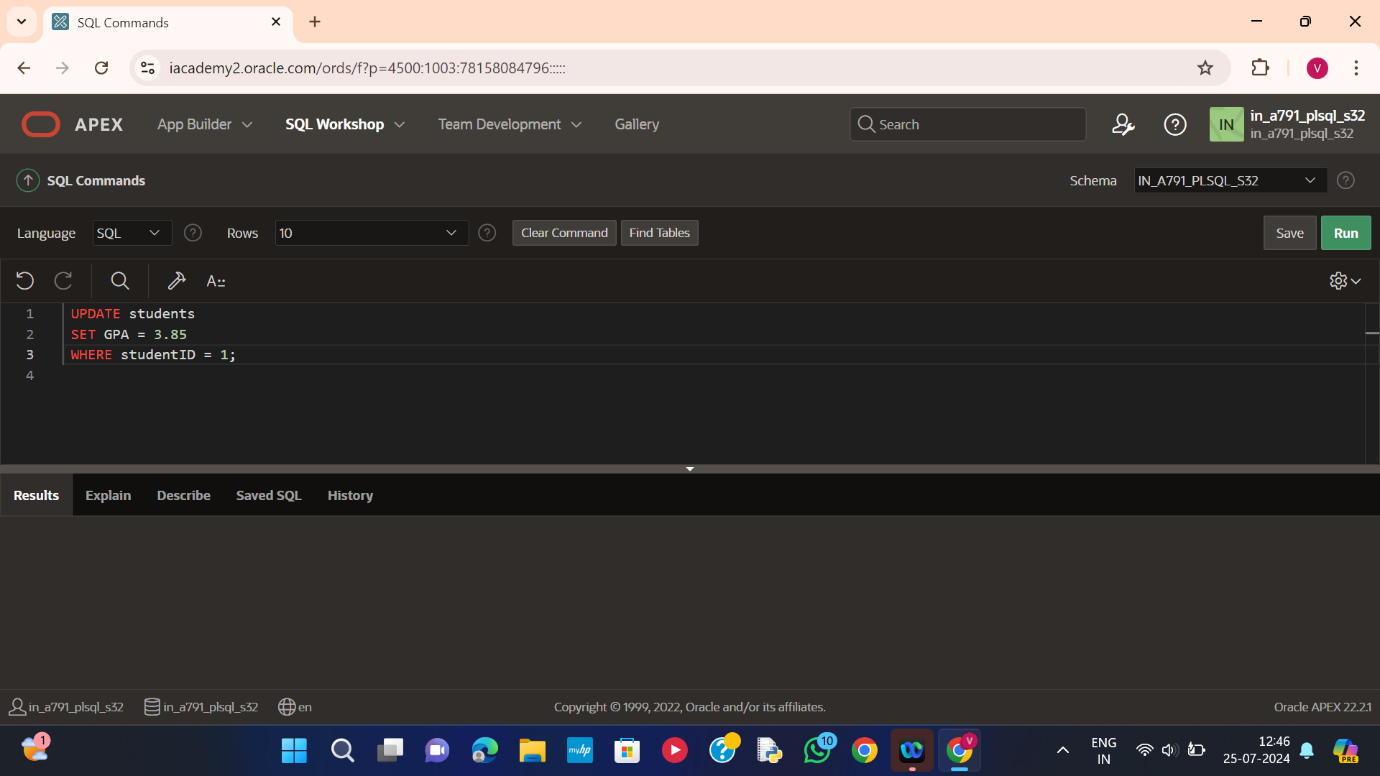 SQL Commands
iacademy2.oracle.com/ords/f?p=4500:1003:78158084796:::::
V
APEX App Builder SQL Workshop Team Development Gallery Search IN in_a791_plsql_s32
in_a791_plsql_s32
SQL Commands Schema IN_A791_PLSQL_S32
Language SQL Rows 10 Clear Command Find Tables Save Run
A::
1 UPDATE students
2 SET GPA = 3.85
3 WHERE studentID = 1;
4
Results Explain Describe Saved SQL History
in_a791_plsql_s32 in_a791_plsql_s32 en Copyright © 1999, 2022, Oracle and/or its affiliates. Oracle APEX 22.2.1
1 myhp 10 V ENG 12:46
IN 25-07-2024 PRE